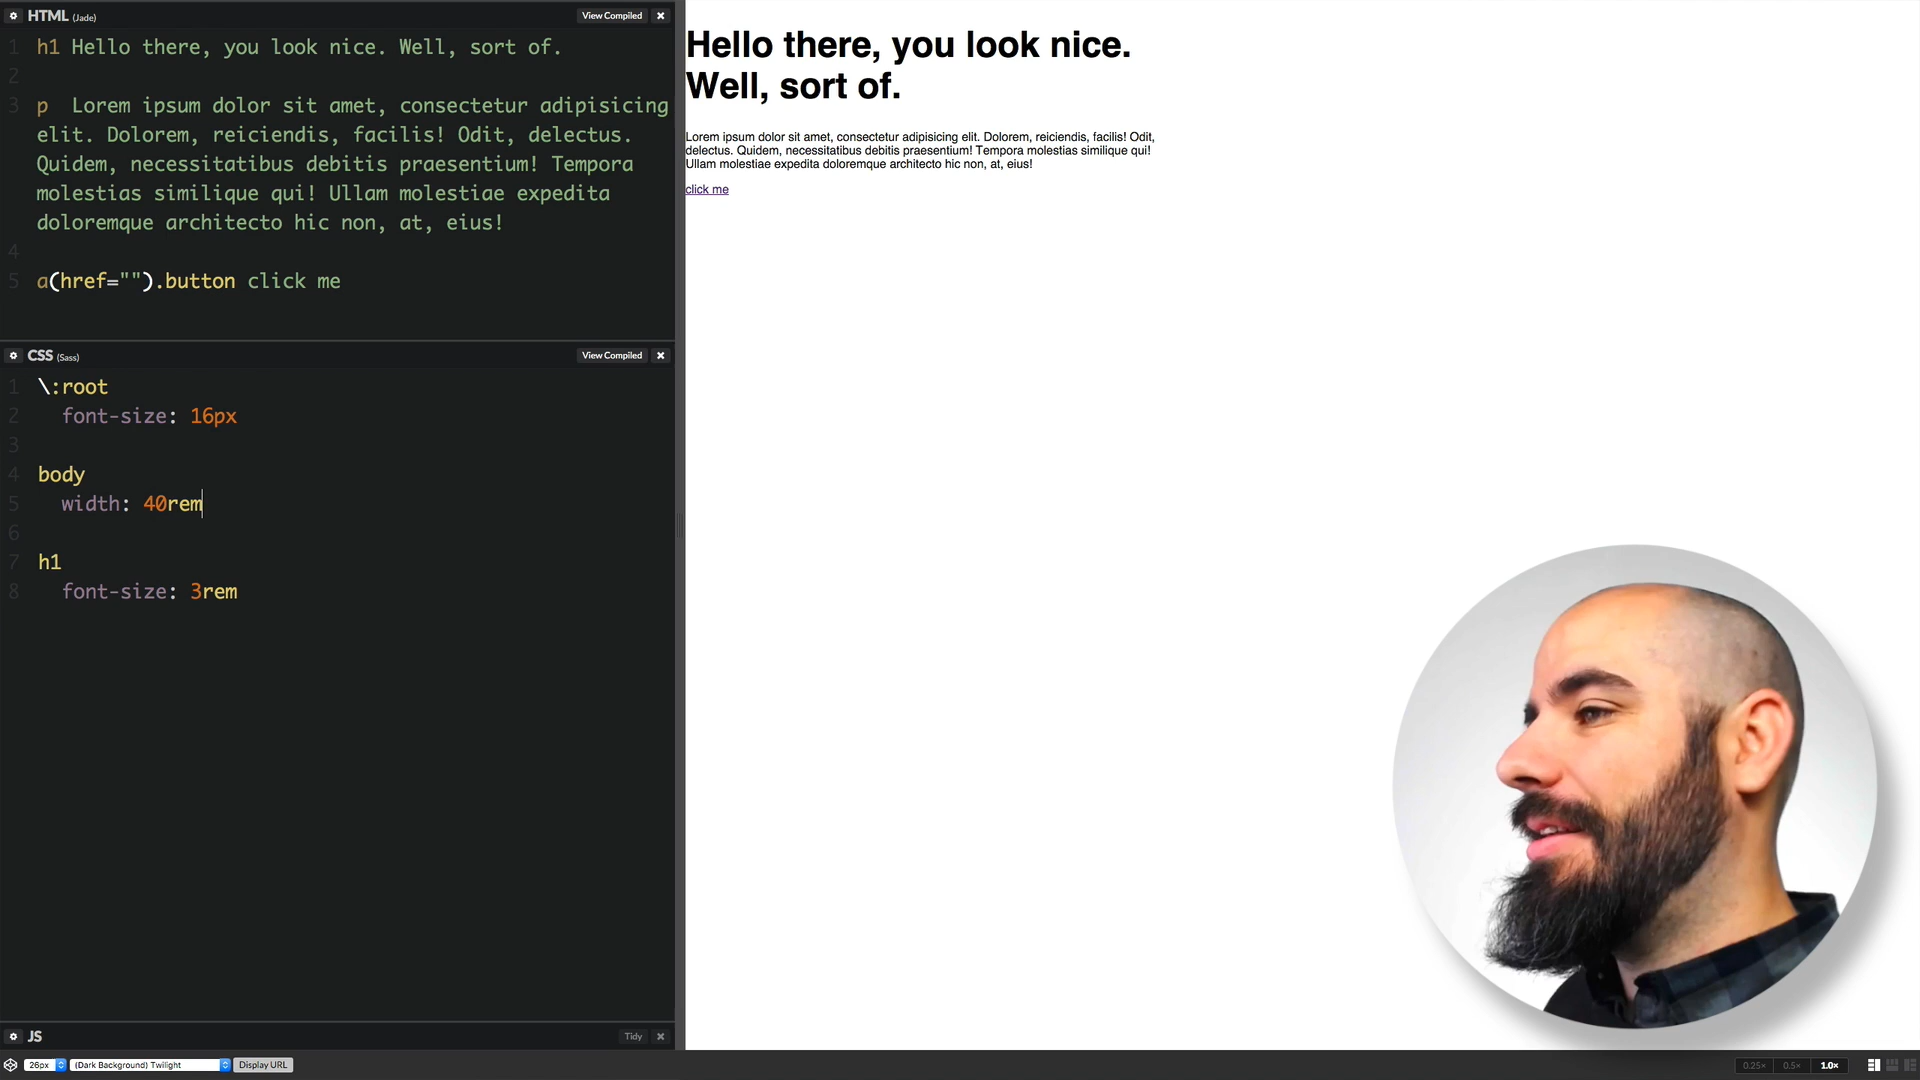 HTML (Jade)
View Compiled
1 h1 Hello there, you look nice. Well, sort of.
2
3 p  Lorem ipsum dolor sit amet, consectetur adipisicing
elit. Dolorem, reiciendis, facilis! Odit, delectus.
Quidem, necessitatibus debitis praesentium! Tempora
molestias similique qui! Ullam molestiae expedita
doloremque architecto hic non, at, eius!
4
5 a(href="").button click me
CSS (Sass)
View Compiled
1 \:root
2   font-size: 16px
3
4 body
5   width: 40rem
6
7 h1
8   font-size: 3rem
JS
Tidy
26px
(Dark Background) Twilight
Display URL
Hello there, you look nice.
Well, sort of.
Lorem ipsum dolor sit amet, consectetur adipisicing elit. Dolorem, reiciendis, facilis! Odit,
delectus. Quidem, necessitatibus debitis praesentium! Tempora molestias similique qui!
Ullam molestiae expedita doloremque architecto hic non, at, eius!
click me
0.25x 0.5x 1.0x